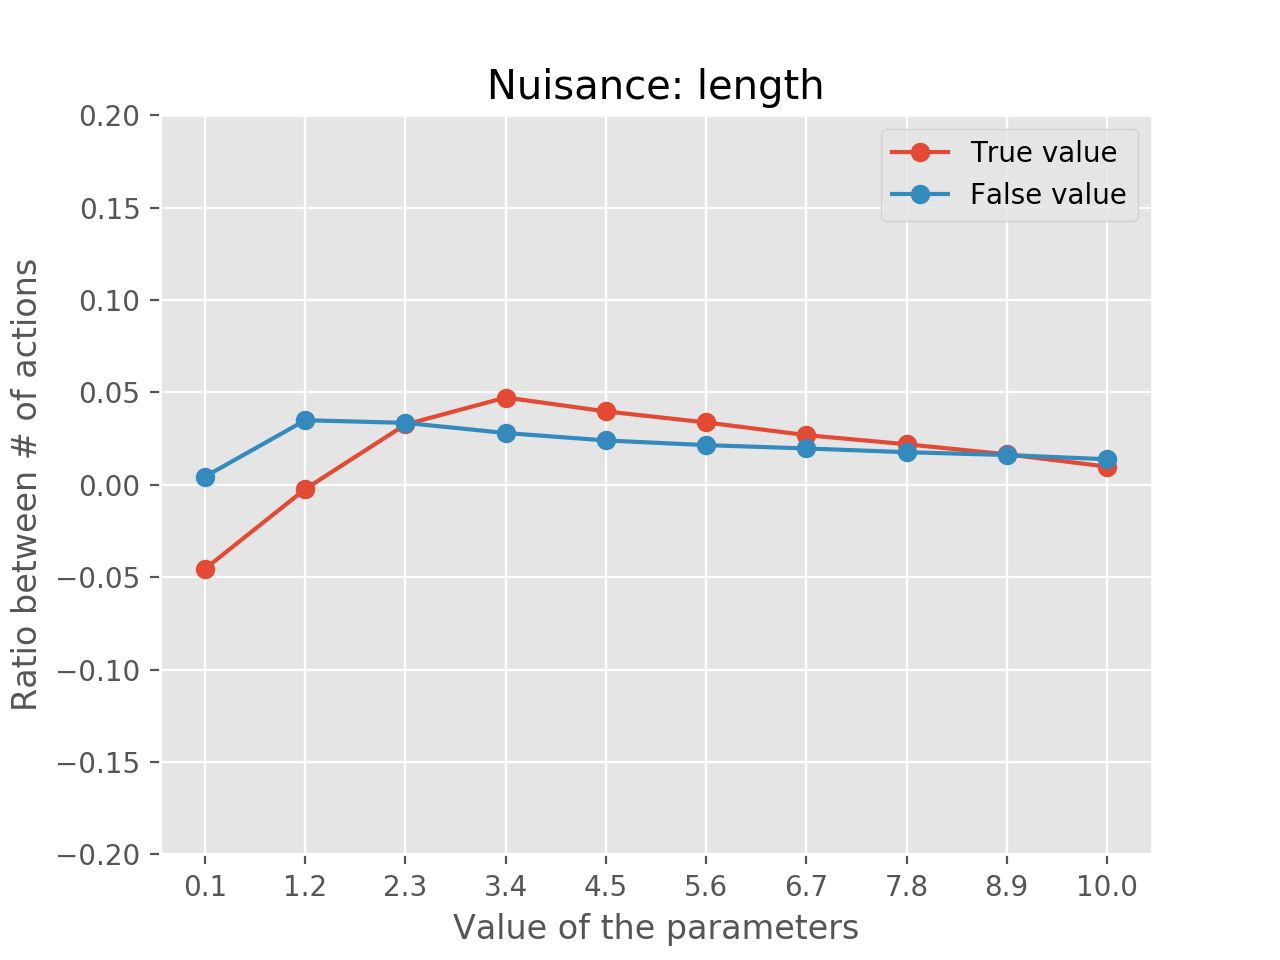 Nuisance: length
True value
False value
0.20
0.15
0.10
0.05
0.00
−0.05
−0.10
−0.15
−0.20
Ratio between # of actions
0.1 1.2 2.3 3.4 4.5 5.6 6.7 7.8 8.9 10.0
Value of the parameters